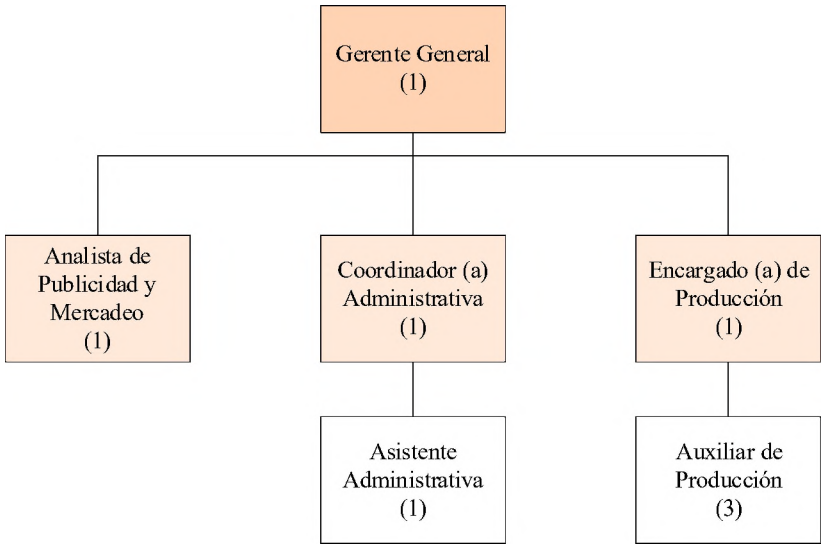 Gerente General
(1)
Analista de
Publicidad y
Mercadeo
(1)
Coordinador (a)
Administrativa
(1)
Encargado (a) de
Producción
(1)
Asistente
Administrativa
(1)
Auxiliar de
Producción
(3)